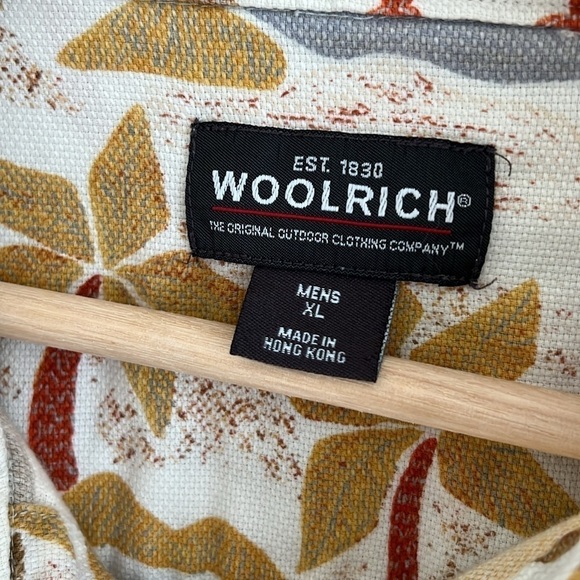 EST. 1830
WOOLRICH®
THE ORIGINAL OUTDOOR CLOTHING COMPANY™
MENS
XL
MADE IN
HONG KONG